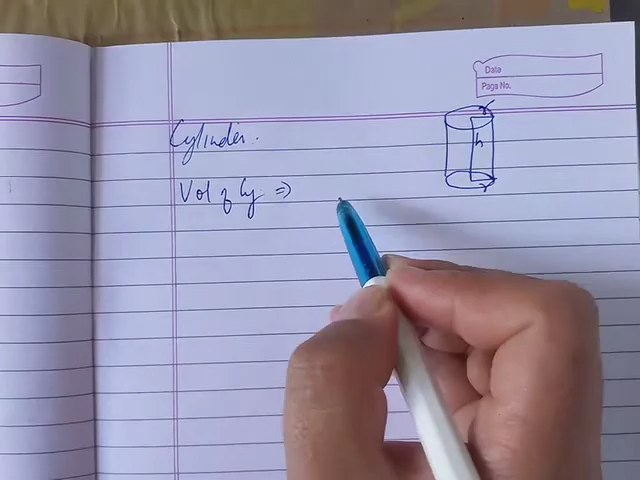 Data
Page No.
Cylinder.
h
Vol of Cy ⇒